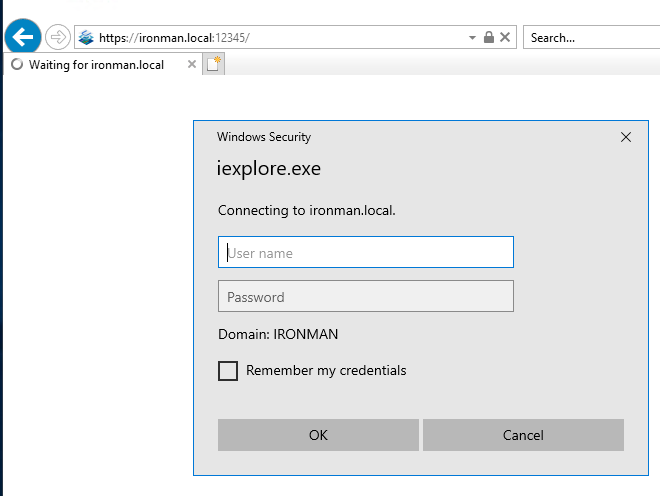 https://ironman.local:12345/
Search...
Waiting for ironman.local
Windows Security
iexplore.exe
Connecting to ironman.local.
User name
Password
Domain: IRONMAN
Remember my credentials
OK
Cancel